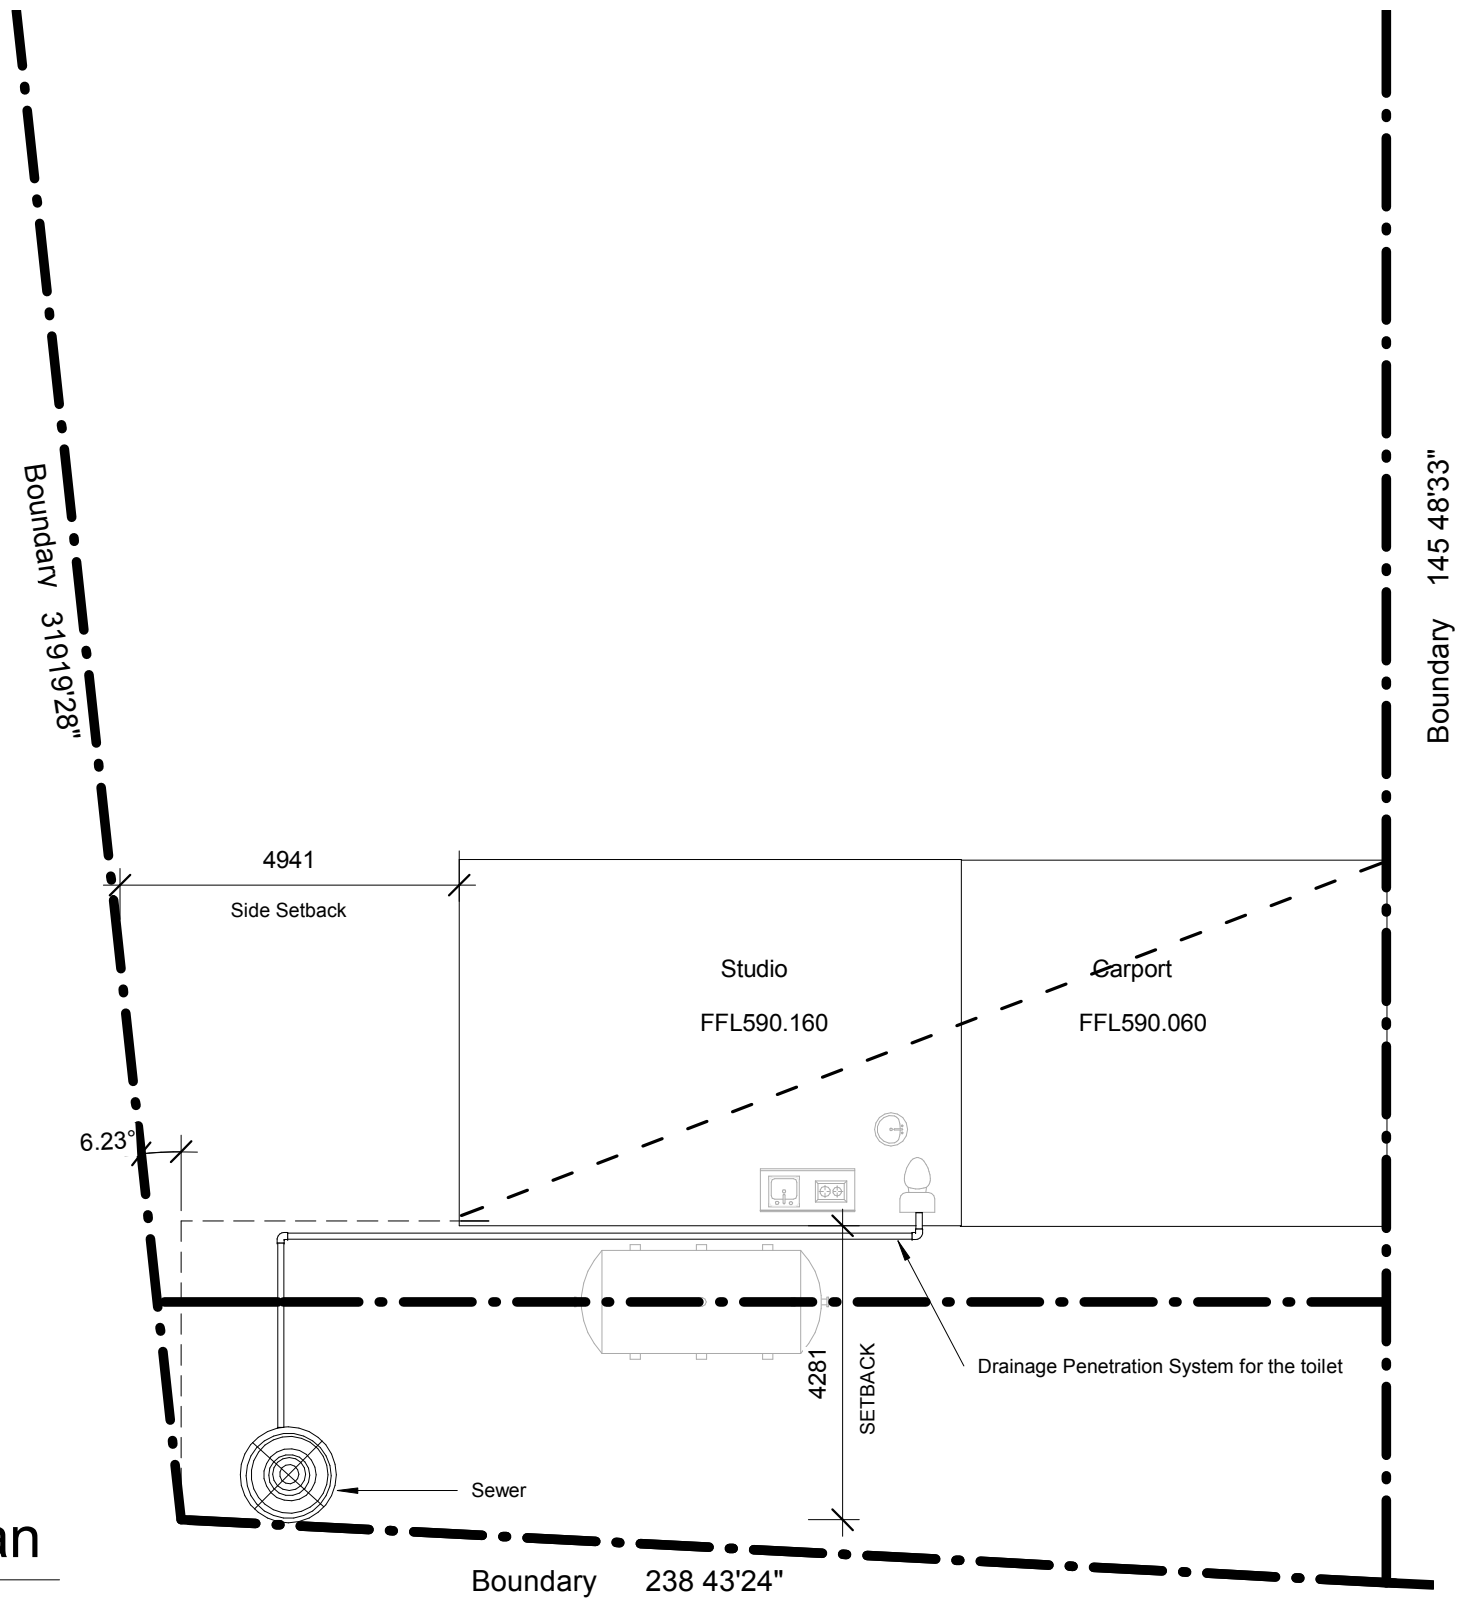 Boundary 31919'28"
Boundary 145 48'33"
4941
Side Setback
Studio
Carport
FFL590.160
FFL590.060
6.23°
4281
SETBACK
Drainage Penetration System for the toilet
Sewer
Boundary 238 43'24"